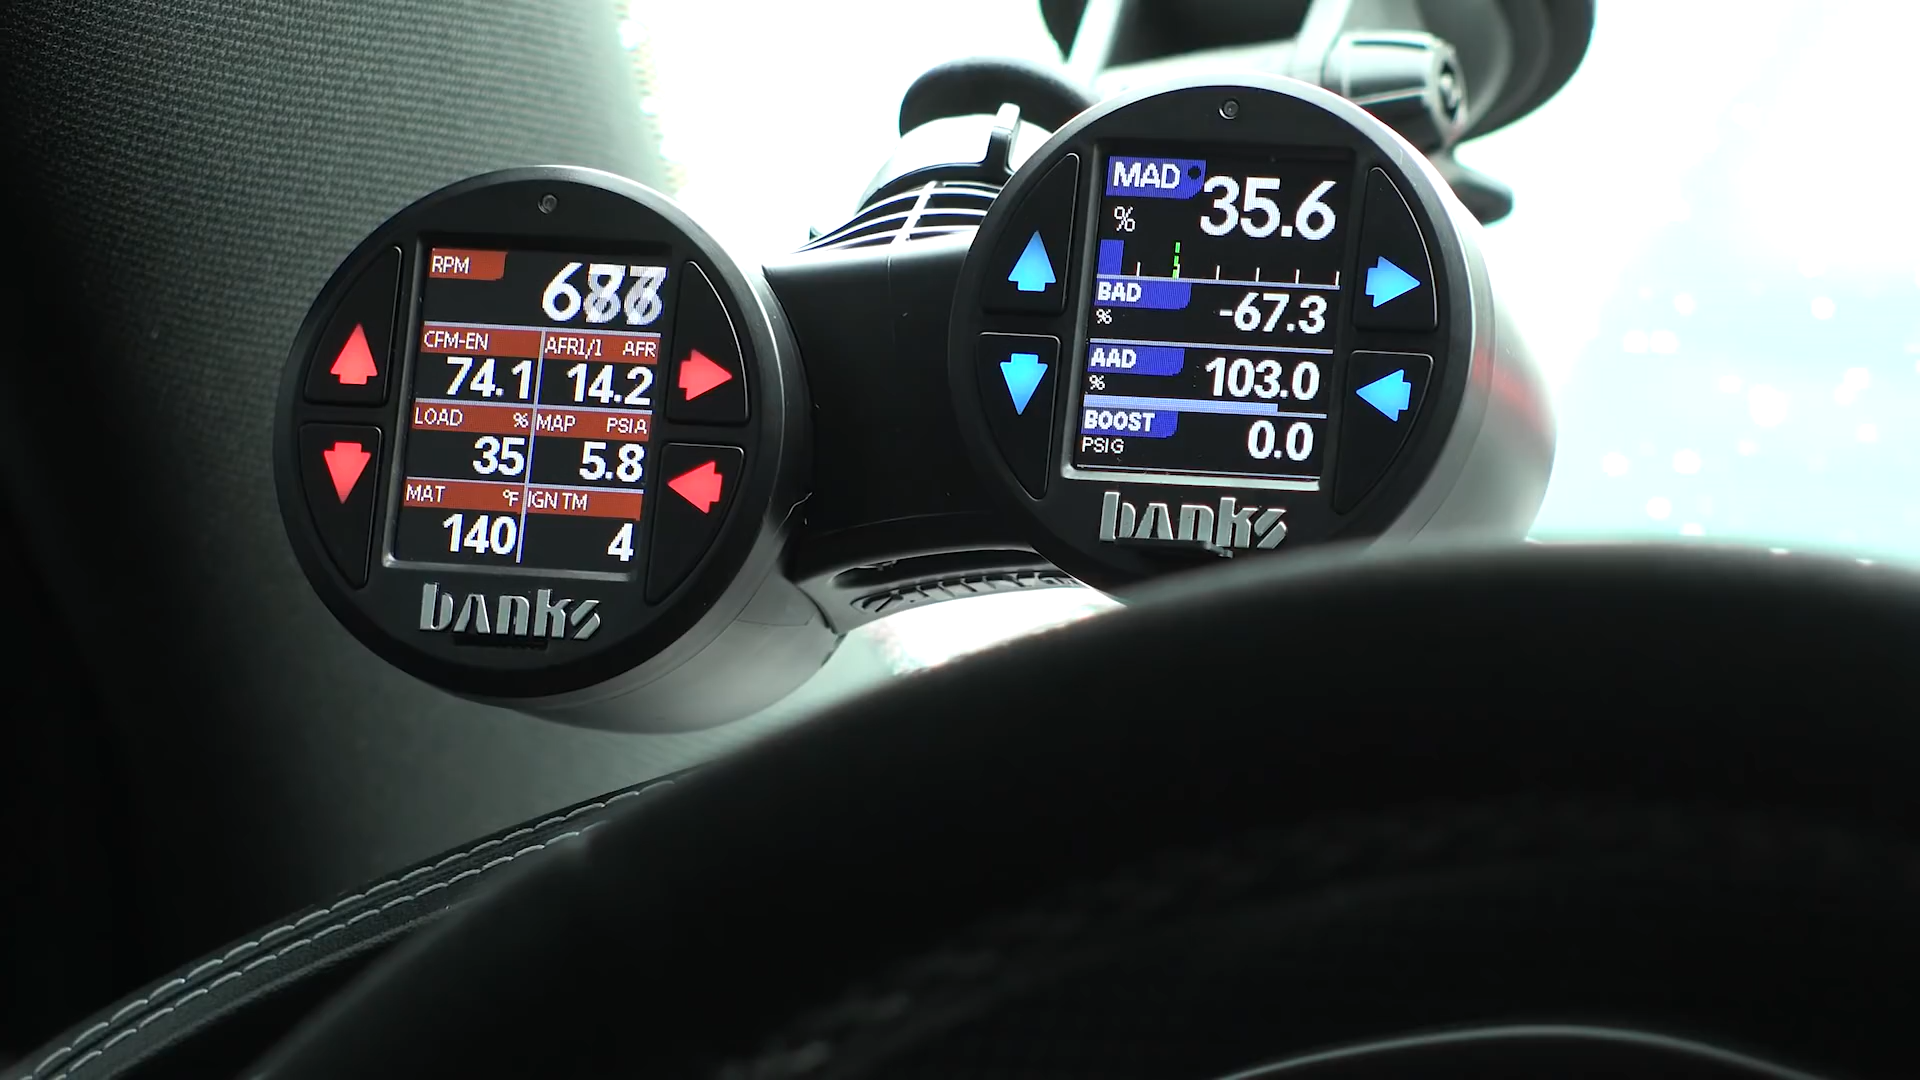 RPM
CFM-EN AFR1/1 AFR
74.1 14.2
LOAD % MAP PSIA
35 5.8
MAT °F IGN TM
140 4
banks
MAD
% 35.6
BAD
% -67.3
AAD
% 103.0
BOOST
PSIG 0.0
banks